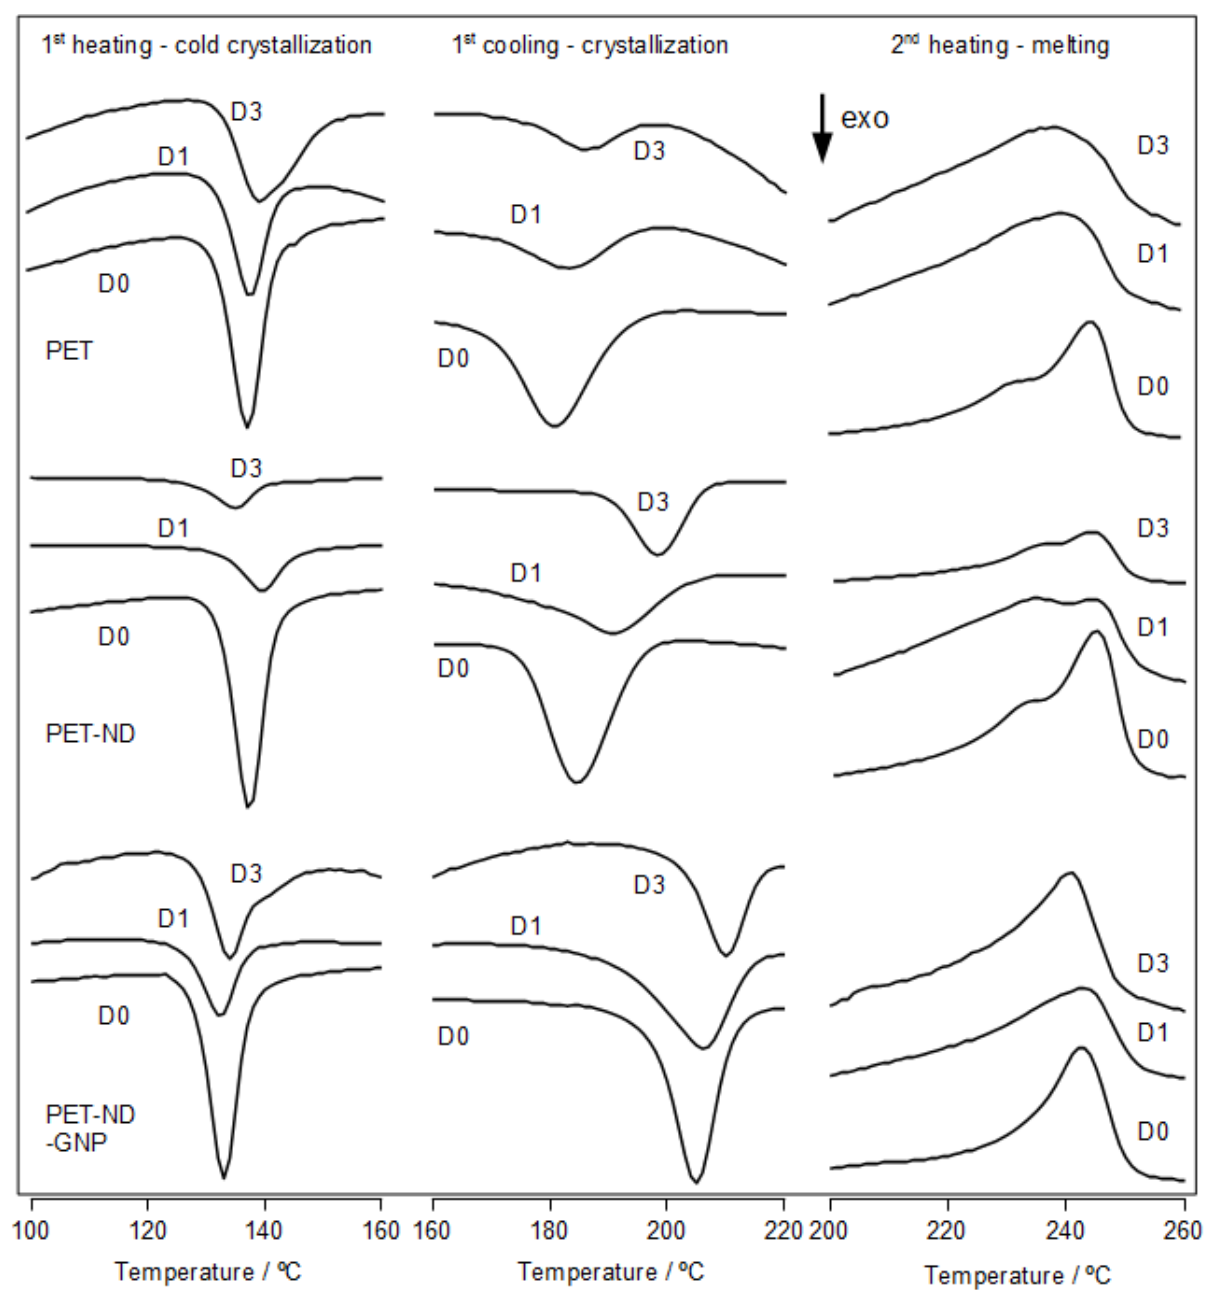 1st heating - cold crystallization
1st cooling - crystallization
2nd heating - melting
exo
D3
D1
D0
PET
D3
D1
D0
D3
D1
D0
D3
D1
D0
PET-ND
D3
D1
D0
D3
D1
D0
D3
D1
D0
PET-ND
-GNP
D3
D1
D0
D3
D1
D0
100 120 140 160
160 180 200 220
200 220 240 260
Temperature / ºC
Temperature / ºC
Temperature / ºC